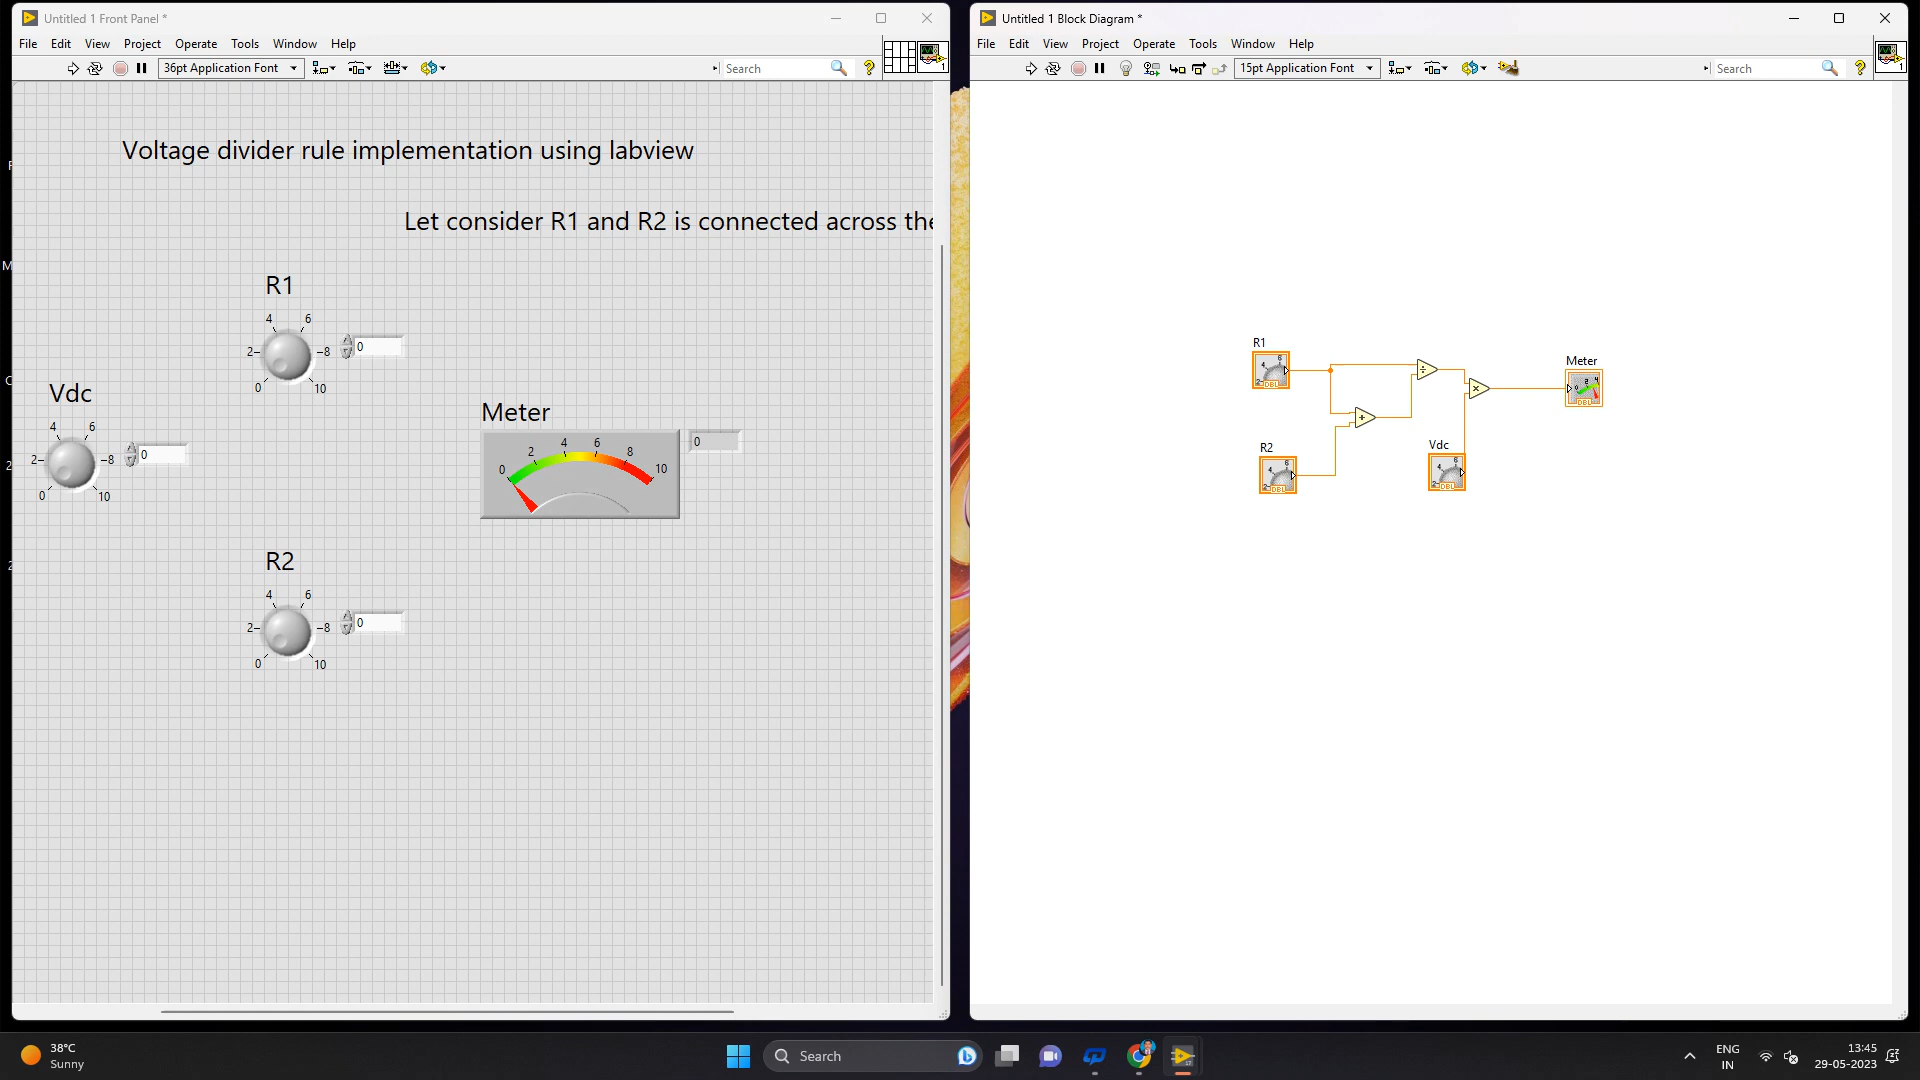 Untitled 1 Front Panel *
File Edit View Project Operate Tools Window Help
36pt Application Font
Search
Voltage divider rule implementation using labview
Let consider R1 and R2 is connected across the
R1
4 6
2 8
0 10
0
Vdc
4 6
2 8
0 10
0
Meter
0 2 4 6 8 10
0
R2
4 6
2 8
0 10
0
Untitled 1 Block Diagram *
File Edit View Project Operate Tools Window Help
15pt Application Font
Search
R1
DBL
R2
DBL
Vdc
DBL
Meter
DBL
38°C
Sunny
Search
ENG
IN
13:45
29-05-2023